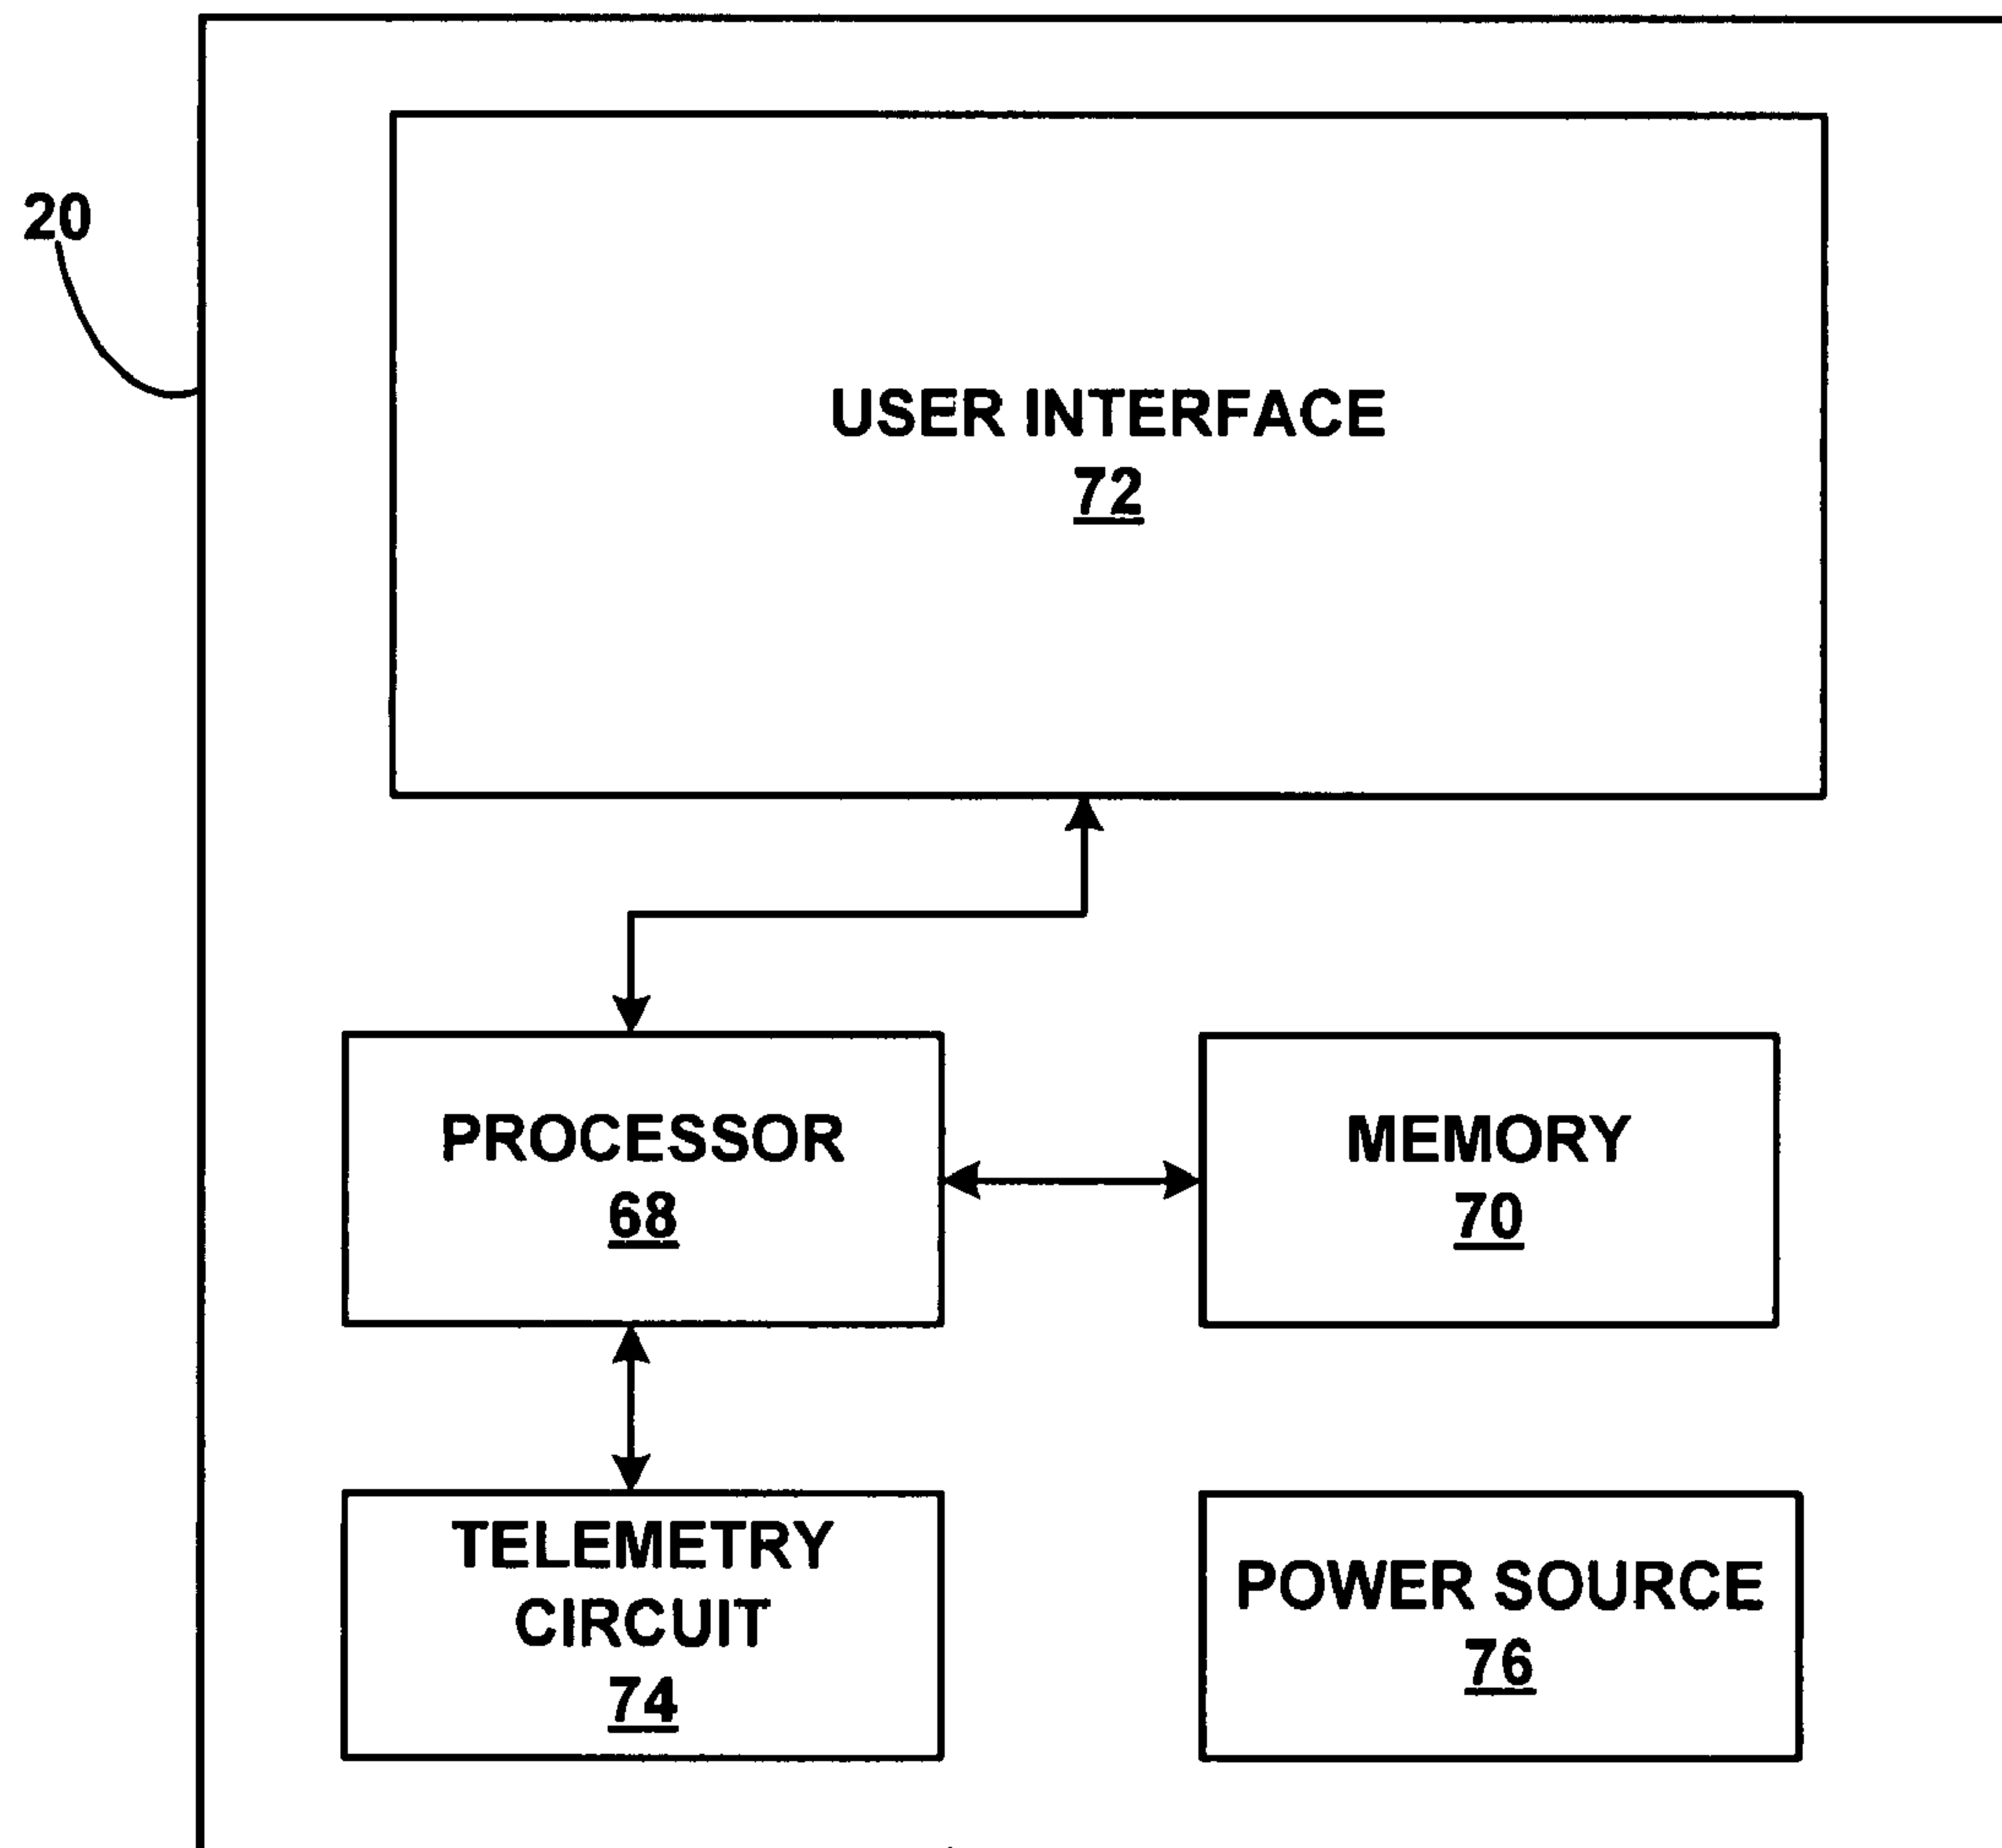 20
USER INTERFACE
72
PROCESSOR
68
MEMORY
70
TELEMETRY
CIRCUIT
74
POWER SOURCE
76